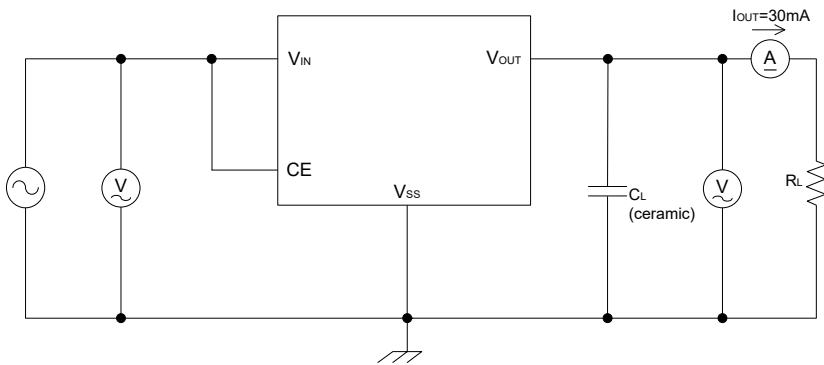 IOUT=30mA
VIN
VOUT
A
CE
V
VSS
CL
(ceramic)
V
RL